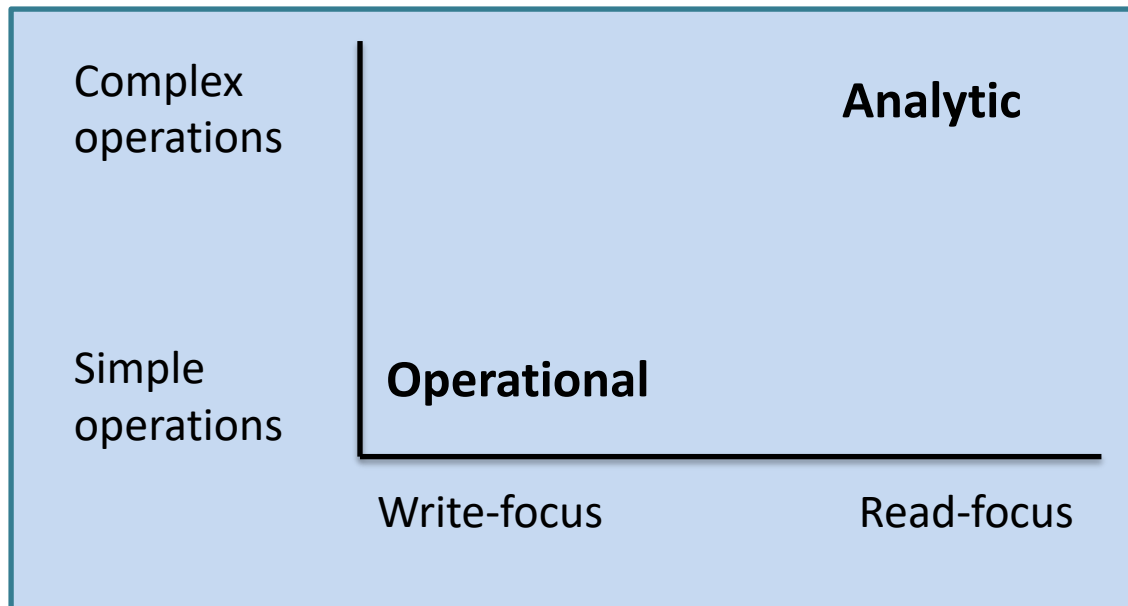 Complex
operations
Analytic
Simple
operations
Operational
Write-focus
Read-focus